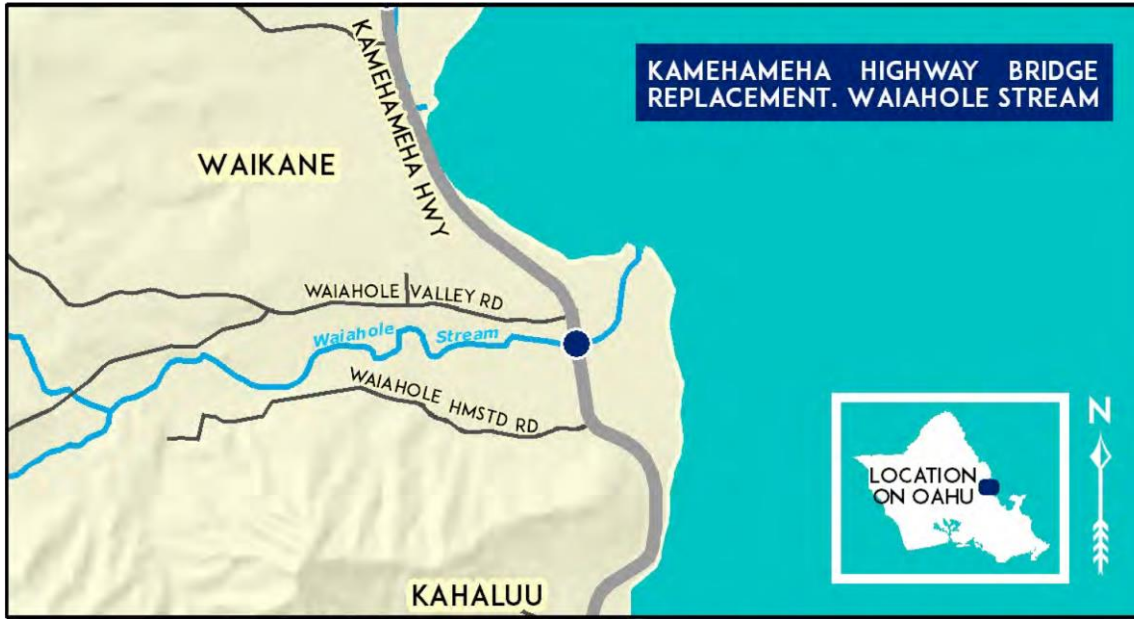 KAMEHAMEHA HIGHWAY BRIDGE
REPLACEMENT. WAIAHOLE STREAM
KAMEHAMEHA HWY
WAIKANE
WAIAHOLE VALLEY RD
Waiahole Stream
WAIAHOLE HMSTD RD
N
LOCATION
ON OAHU
KAHALUU